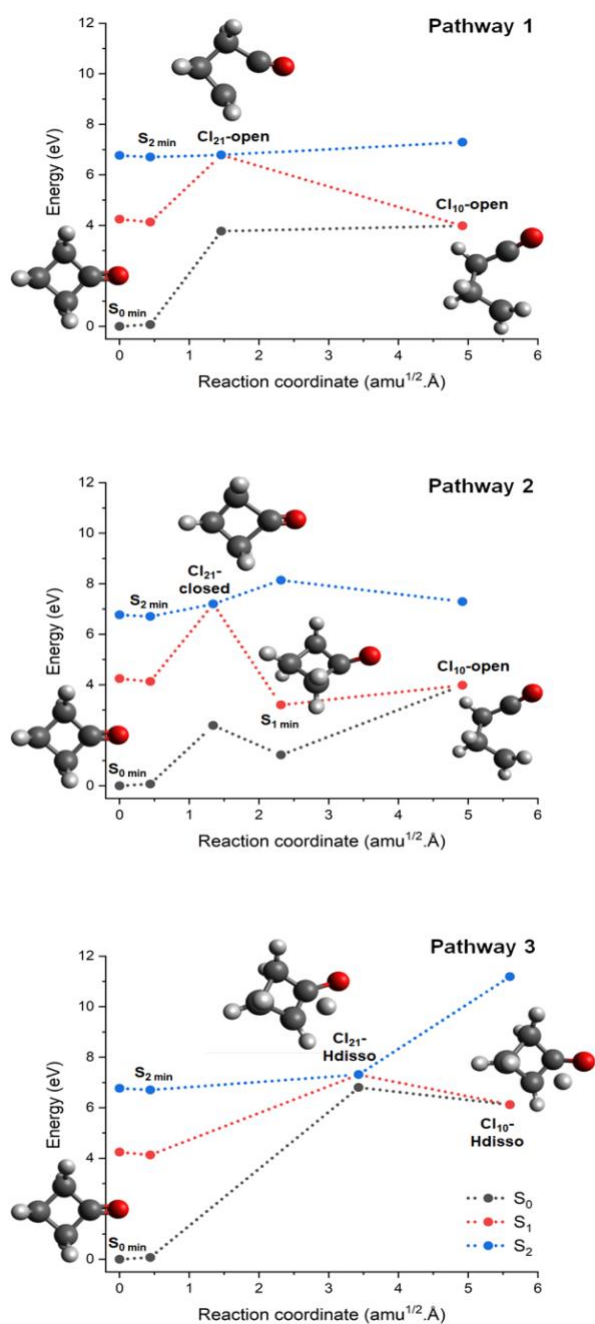 Pathway 1
12
10
8
6
4
2
0
Energy (eV)
S2 min
CI21-open
CI10-open
S0 min
0 1 2 3 4 5 6
Reaction coordinate (amu1/2.Å)
Pathway 2
12
10
8
6
4
2
0
Energy (eV)
S2 min
CI21-
closed
S1 min
CI10-open
S0 min
0 1 2 3 4 5 6
Reaction coordinate (amu1/2.Å)
Pathway 3
12
10
8
6
4
2
0
Energy (eV)
S2 min
CI21-
Hdisso
CI10-
Hdisso
S0 min
S0
S1
S2
0 1 2 3 4 5 6
Reaction coordinate (amu1/2.Å)